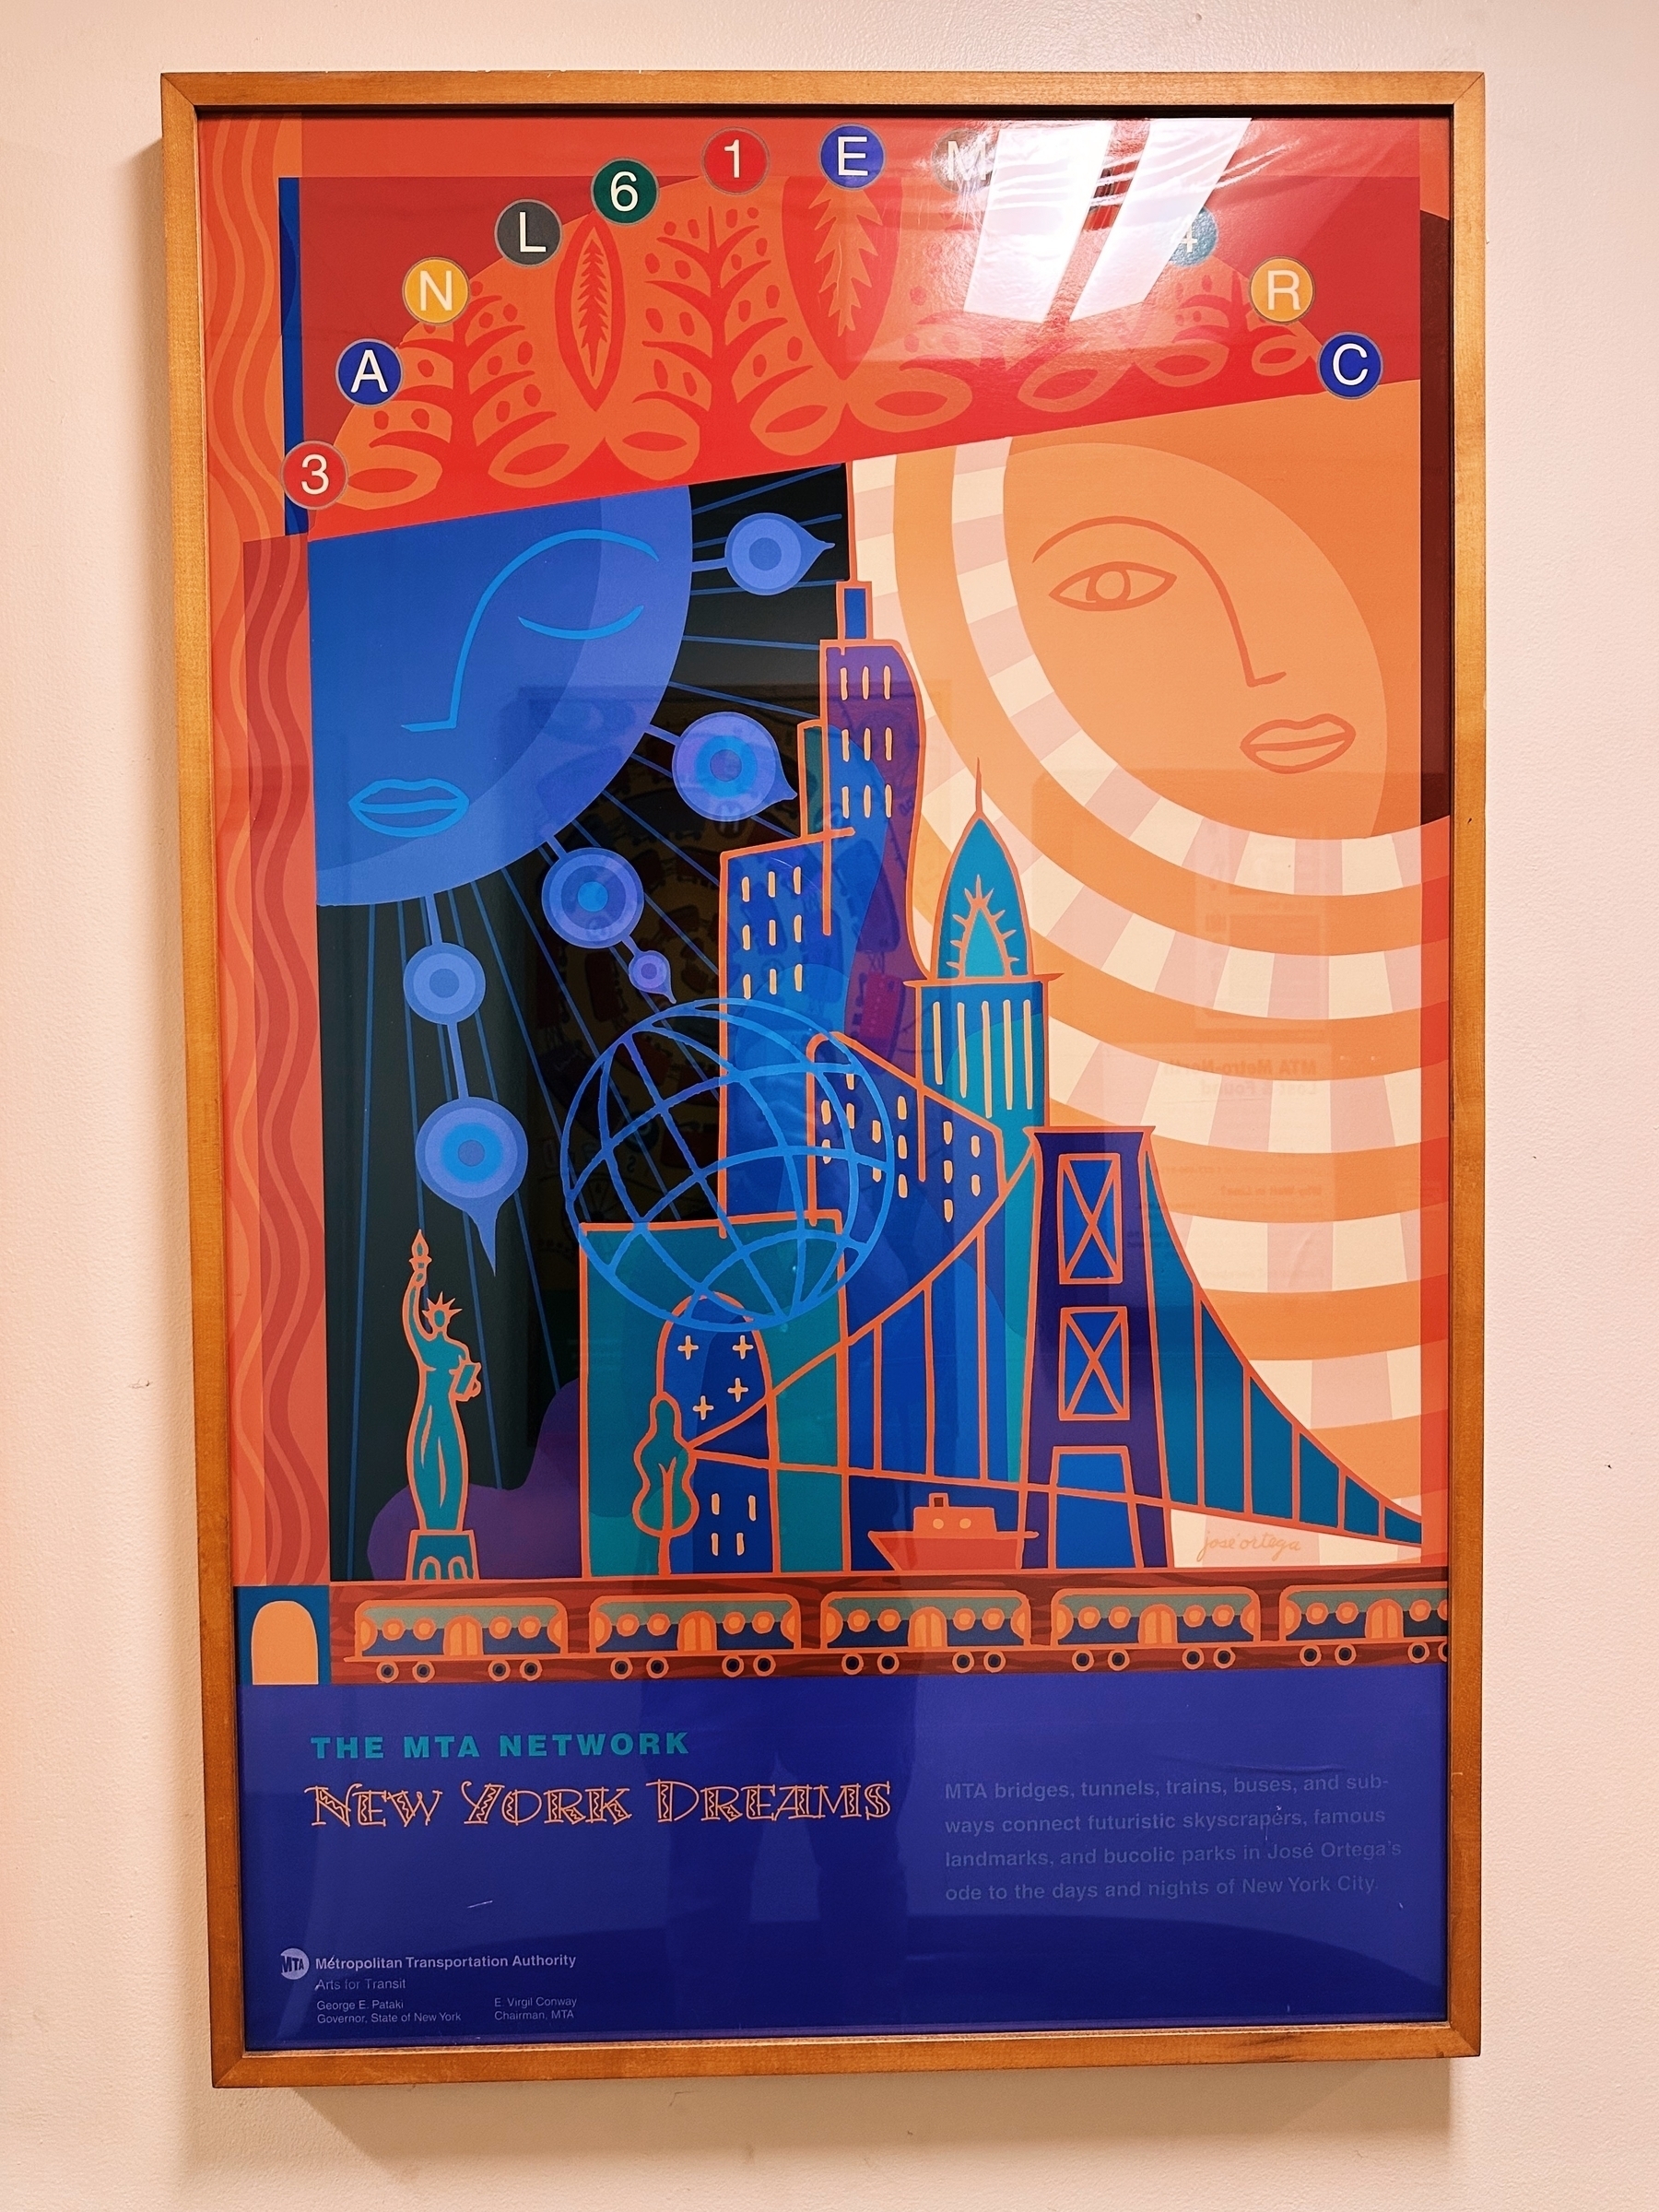 3
A
N
L
6
1
E
M
4
R
C
josé ortega
THE MTA NETWORK
NEW YORK DREAMS
MTA bridges, tunnels, trains, buses, and sub-
ways connect futuristic skyscrapers, famous
landmarks, and bucolic parks in José Ortega's
ode to the days and nights of New York City.
MTA Metropolitan Transportation Authority
Arts for Transit
George E. Pataki
Governor, State of New York
E. Virgil Conway
Chairman, MTA